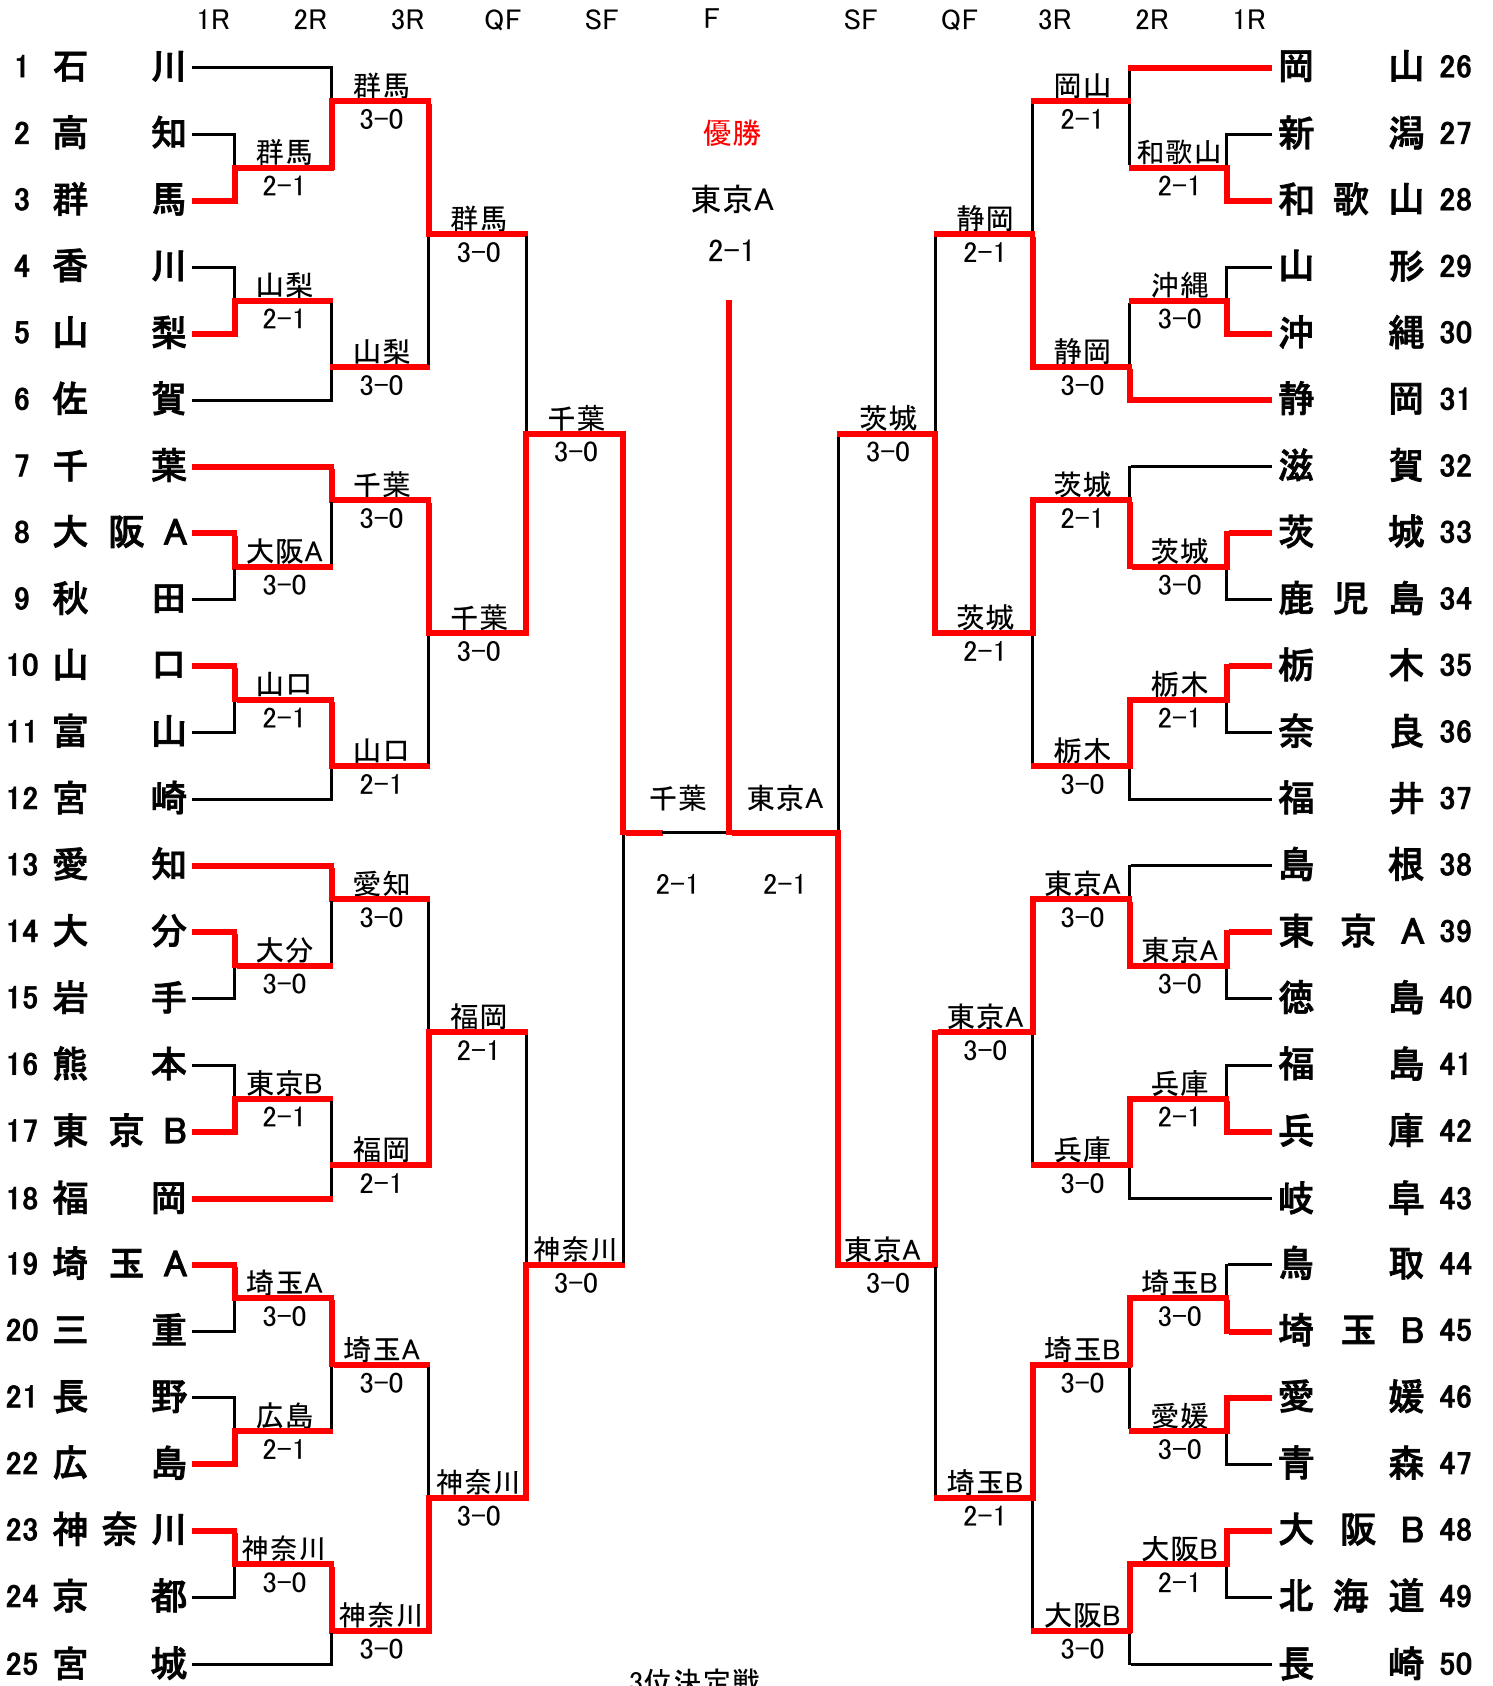 1R 2R 3R QF SF F SF QF 3R 2R 1R
1 石川 岡山 26
群馬 岡山
3-0 2-1
2 高知 優勝 新潟 27
群馬 和歌山
2-1 2-1
3 群馬 東京A 和歌山 28
群馬 静岡
3-0 2-1 2-1
4 香川 山形 29
山梨 沖縄
2-1 3-0
5 山梨 沖縄 30
山梨 静岡
3-0 3-0
6 佐賀 静岡 31
千葉 茨城
3-0 3-0
7 千葉 滋賀 32
千葉 茨城
3-0 2-1
8 大阪A 茨城 33
大阪A 茨城
3-0 3-0
9 秋田 鹿児島 34
千葉 茨城
3-0 2-1
10 山口 栃木 35
山口 栃木
2-1 2-1
11 富山 奈良 36
山口 栃木
2-1 3-0
12 宮崎 千葉 東京A 福井 37
13 愛知 島根 38
愛知 2-1 2-1 東京A
3-0 3-0
14 大分 東京A 39
大分 東京A
3-0 3-0
15 岩手 徳島 40
福岡 東京A
2-1 3-0
16 熊本 福島 41
東京B 兵庫
2-1 2-1
17 東京B 兵庫 42
福岡 兵庫
2-1 3-0
18 福岡 岐阜 43
神奈川 東京A
3-0 3-0
19 埼玉A 鳥取 44
埼玉A 埼玉B
3-0 3-0
20 三重 埼玉B 45
埼玉A 埼玉B
3-0 3-0
21 長野 愛媛 46
広島 愛媛
2-1 3-0
22 広島 青森 47
神奈川 埼玉B
3-0 2-1
23 神奈川 大阪B 48
神奈川 大阪B
3-0 2-1
24 京都 北海道 49
神奈川 大阪B
3-0 3-0
25 宮城 長崎 50
3位決定戦